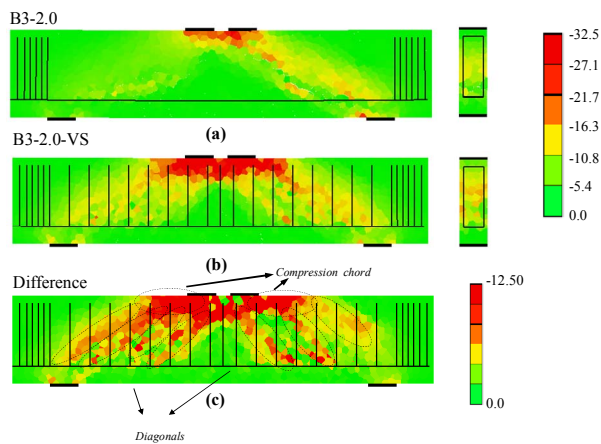 B3-2.0
(a)
B3-2.0-VS
(b)
Difference
Compression chord
(c)
Diagonals
-32.5
-27.1
-21.7
-16.3
-10.8
-5.4
0.0
-12.50
0.0